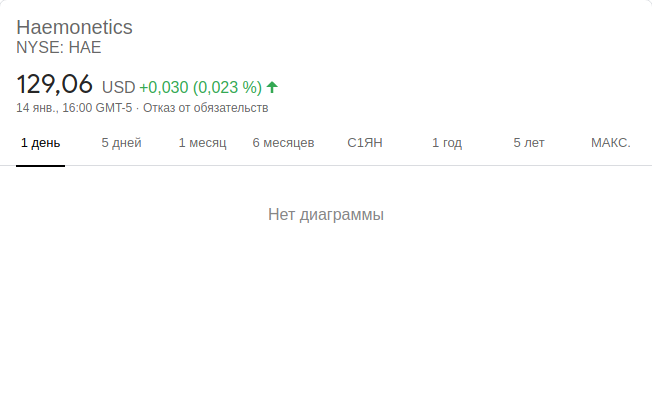 Haemonetics
NYSE: HAE
129,06 USD +0,030 (0,023 %)
14 янв., 16:00 GMT-5 · Отказ от обязательств
1 день 5 дней 1 месяц 6 месяцев С1ЯН 1 год 5 лет МАКС.
Нет диаграммы